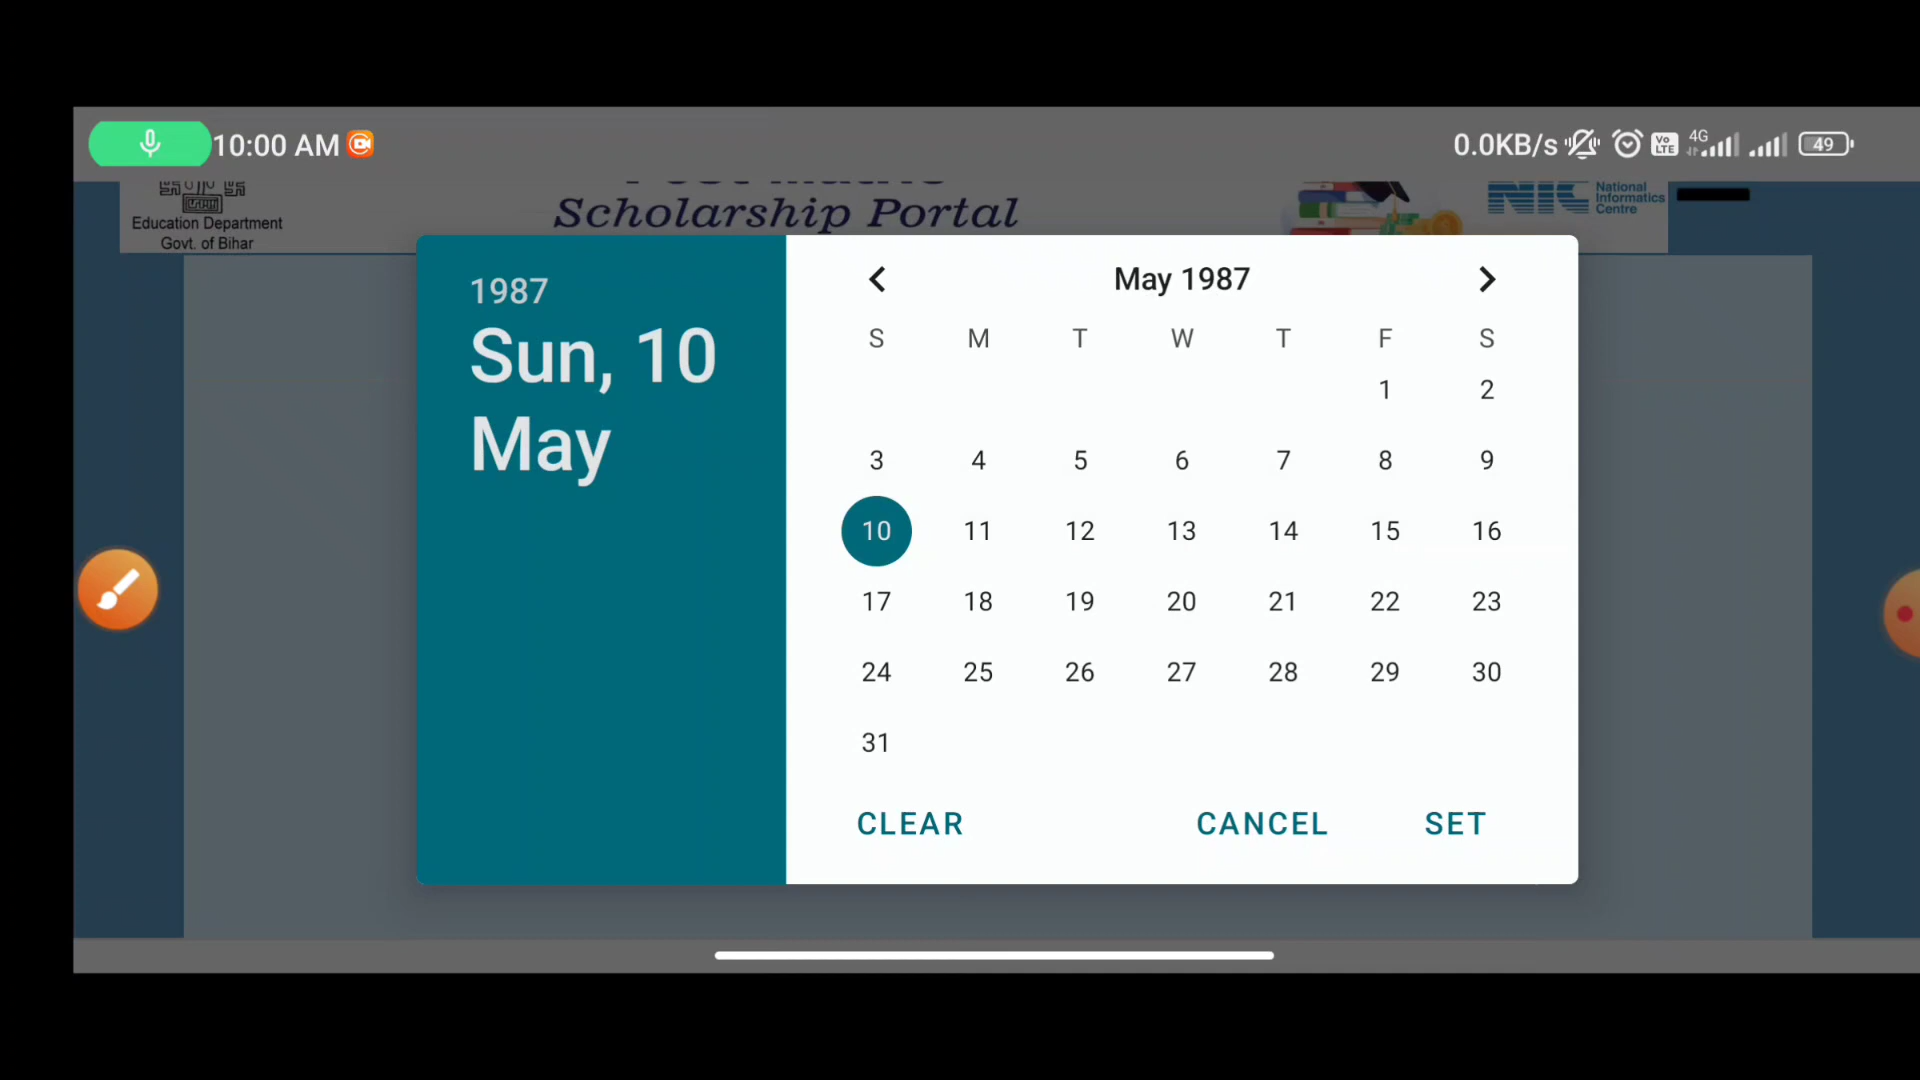 10:00 AM
0.0KB/s
Vo
LTE
4G
49
Education Department
Govt. of Bihar
Scholarship Portal
NIC
National
Informatics
Centre
1987
Sun, 10
May
May 1987
S M T W T F S
1 2
3 4 5 6 7 8 9
10 11 12 13 14 15 16
17 18 19 20 21 22 23
24 25 26 27 28 29 30
31
CLEAR CANCEL SET